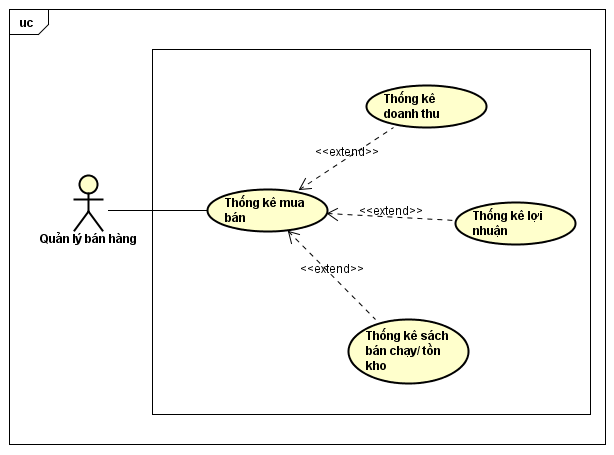 uc
Thống kê
doanh thu
<<extend>>
Thống kê mua
bán
<<extend>>
Thống kê lợi
nhuận
Quản lý bán hàng
<<extend>>
Thống kê sách
bán chạy/ tồn
kho